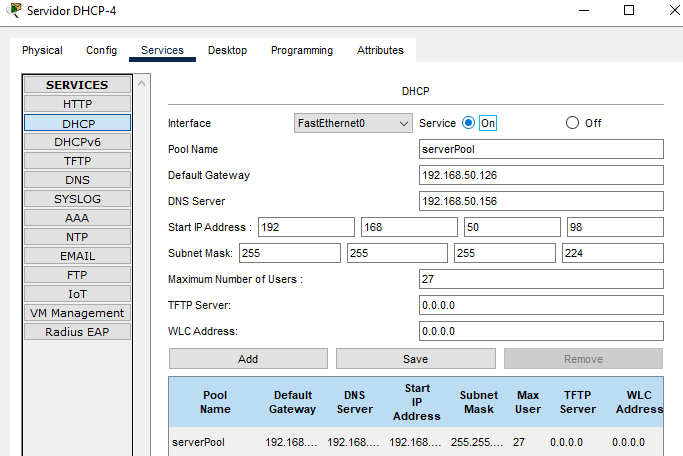 Servidor DHCP-4
Physical Config Services Desktop Programming Attributes
SERVICES
HTTP
DHCP
DHCPv6
TFTP
DNS
SYSLOG
AAA
NTP
EMAIL
FTP
IoT
VM Management
Radius EAP
DHCP
Interface FastEthernet0 Service On Off
Pool Name serverPool
Default Gateway 192.168.50.126
DNS Server 192.168.50.156
Start IP Address : 192 168 50 98
Subnet Mask: 255 255 255 224
Maximum Number of Users : 27
TFTP Server: 0.0.0.0
WLC Address: 0.0.0.0
Add Save Remove
Pool Name Default Gateway DNS Server Start IP Address Subnet Mask Max User TFTP Server WLC Address
serverPool 192.168.... 192.168.... 192.168.... 255.255.... 27 0.0.0.0 0.0.0.0